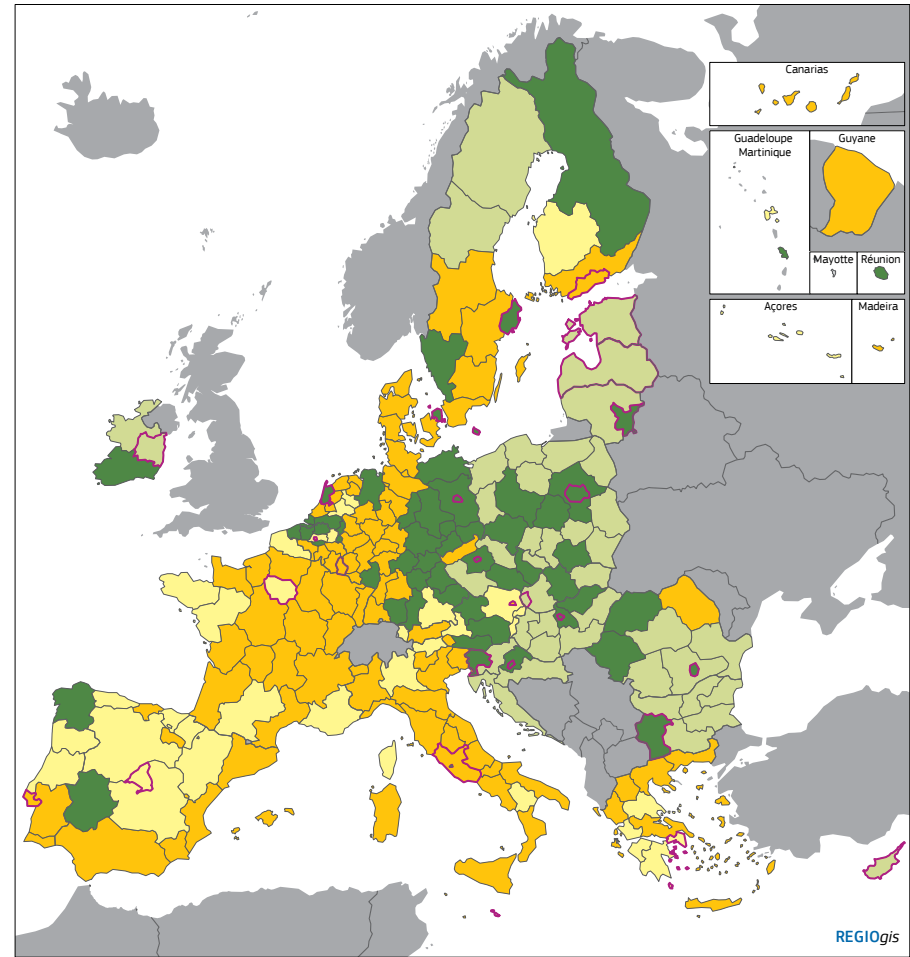 Canarias
Guadeloupe
Martinique
Guyane
Mayotte
Réunion
Açores
Madeira
REGIOgis